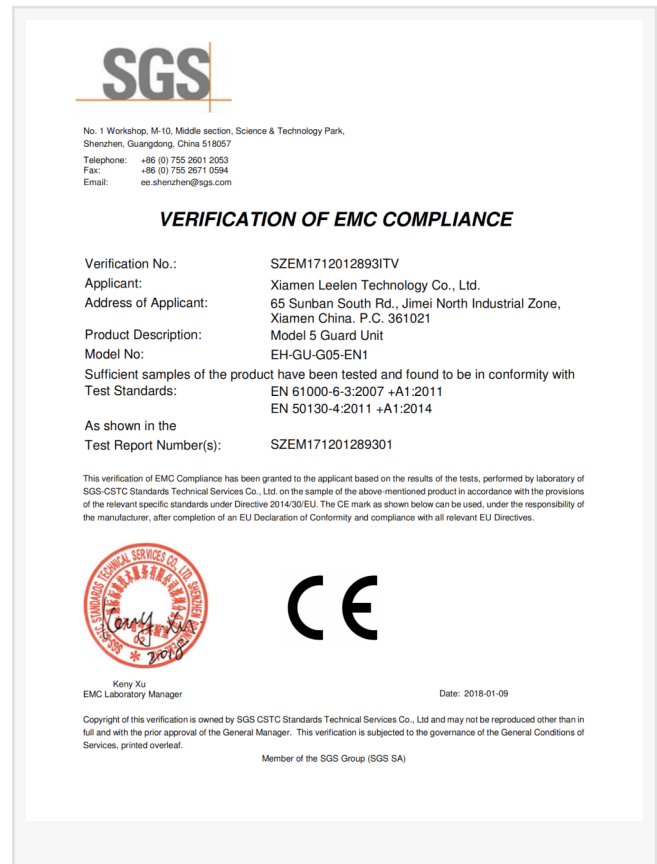 SGS
No. 1 Workshop, M-10, Middle section, Science & Technology Park,
Shenzhen, Guangdong, China 518057
Telephone: +86 (0) 755 2601 2053
Fax: +86 (0) 755 2671 0594
Email: ee.shenzhen@sgs.com
VERIFICATION OF EMC COMPLIANCE
Verification No.: SZEM1712012893ITV
Applicant: Xiamen Leelen Technology Co., Ltd.
Address of Applicant: 65 Sunban South Rd., Jimei North Industrial Zone,
Xiamen China. P.C. 361021
Product Description: Model 5 Guard Unit
Model No: EH-GU-G05-EN1
Sufficient samples of the product have been tested and found to be in conformity with
Test Standards: EN 61000-6-3:2007 +A1:2011
EN 50130-4:2011 +A1:2014
As shown in the
Test Report Number(s): SZEM171201289301
This verification of EMC Compliance has been granted to the applicant based on the results of the tests, performed by laboratory of
SGS-CSTC Standards Technical Services Co., Ltd. on the sample of the above-mentioned product in accordance with the provisions
of the relevant specific standards under Directive 2014/30/EU. The CE mark as shown below can be used, under the responsibility of
the manufacturer, after completion of an EU Declaration of Conformity and compliance with all relevant EU Directives.
Keny Xu
2018
CE
Keny Xu
EMC Laboratory Manager
Date: 2018-01-09
Copyright of this verification is owned by SGS CSTC Standards Technical Services Co., Ltd and may not be reproduced other than in
full and with the prior approval of the General Manager. This verification is subjected to the governance of the General Conditions of
Services, printed overleaf.
Member of the SGS Group (SGS SA)